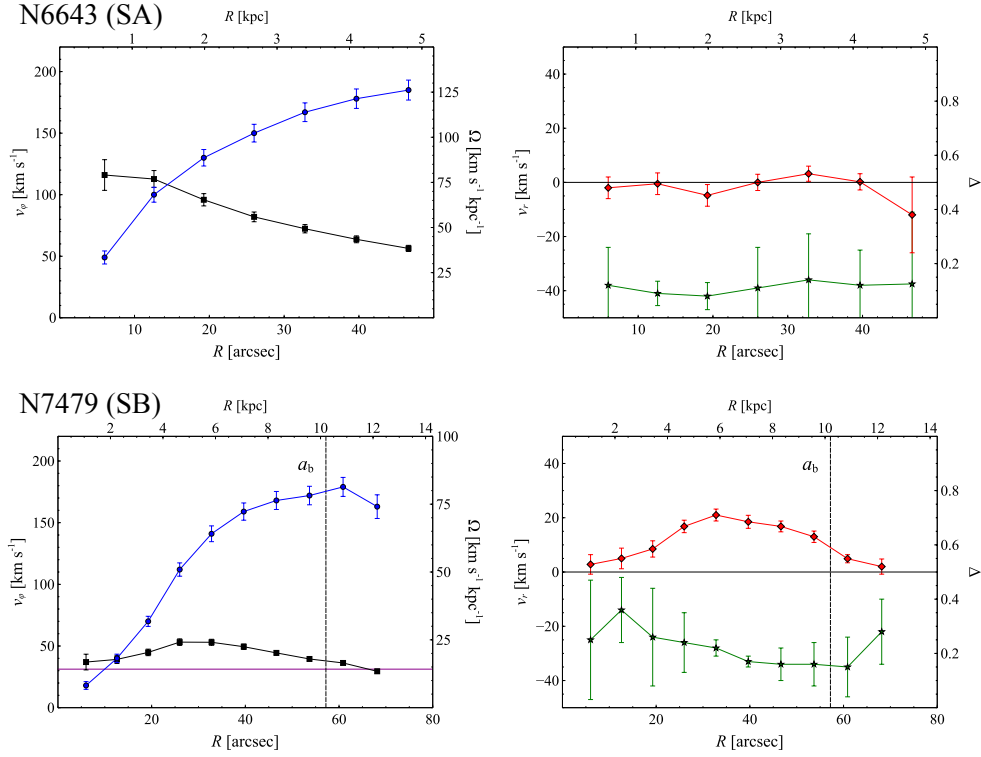 N6643 (SA)
R [kpc]
1 2 3 4 5
200
150
100
50
0
125
100
75
50
25
v_φ [km s⁻¹]
Ω [km s⁻¹ kpc⁻¹]
10 20 30 40
R [arcsec]
R [kpc]
1 2 3 4 5
40
20
0
−20
−40
0.8
0.6
0.4
0.2
v_r [km s⁻¹]
Δ
10 20 30 40
R [arcsec]
N7479 (SB)
R [kpc]
0 2 4 6 8 10 12 14
a_b
200
150
100
50
0
100
75
50
25
v_φ [km s⁻¹]
Ω [km s⁻¹ kpc⁻¹]
20 40 60 80
R [arcsec]
R [kpc]
0 2 4 6 8 10 12 14
a_b
40
20
0
−20
−40
0.8
0.6
0.4
0.2
v_r [km s⁻¹]
Δ
20 40 60 80
R [arcsec]